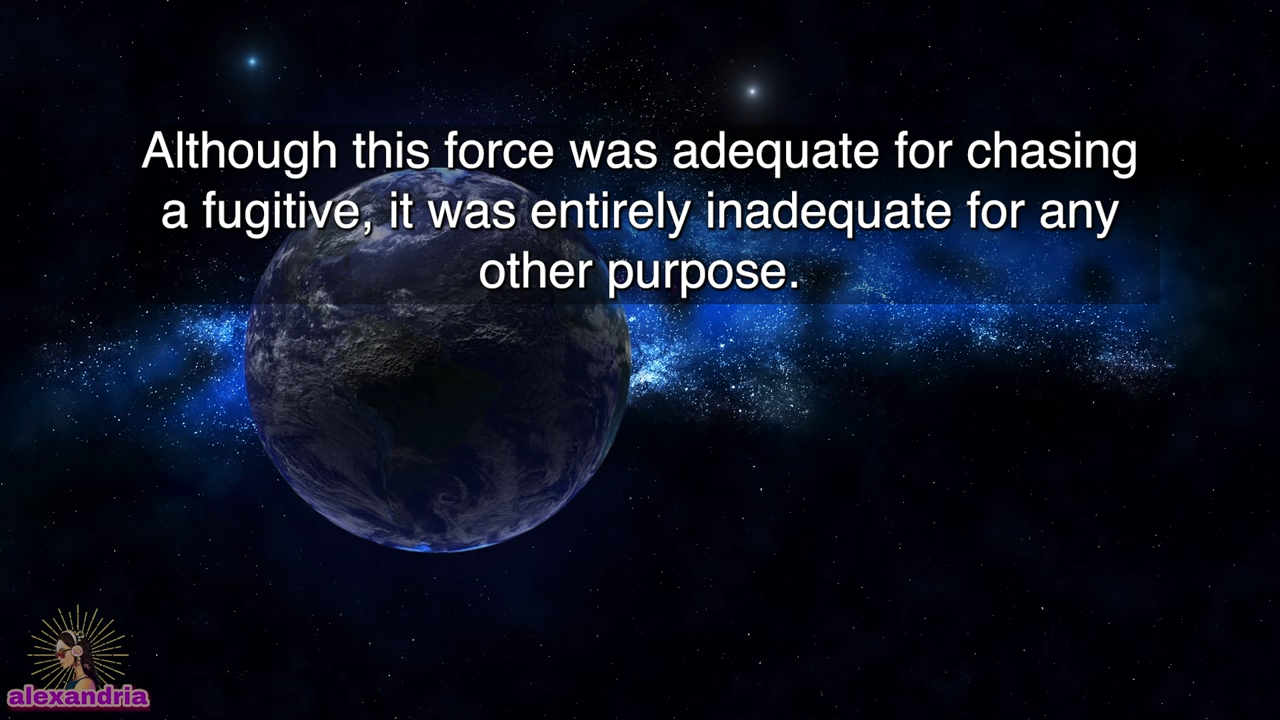 Although this force was adequate for chasing
a fugitive, it was entirely inadequate for any
other purpose.
alexandria